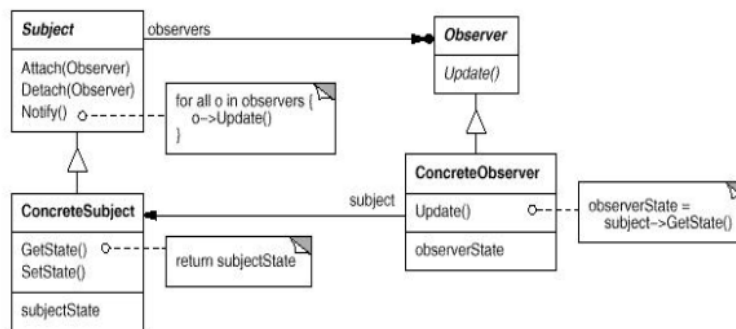 Subject
observers
Observer
Attach(Observer)
Detach(Observer)
Notify()
for all o in observers {
o->Update()
}
Update()
ConcreteSubject
subject
ConcreteObserver
GetState()
SetState()
return subjectState
Update()
observerState =
subject->GetState()
subjectState
observerState